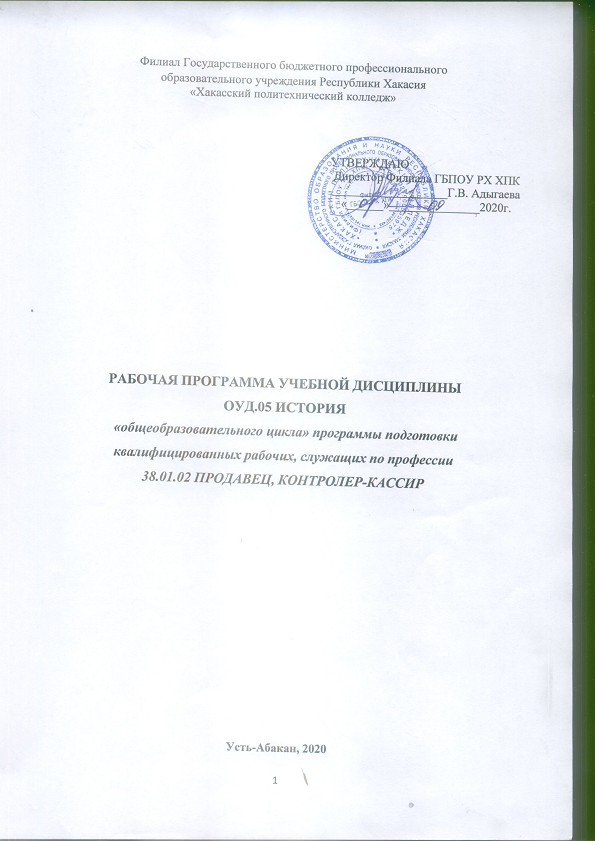 Филиал Государственного бюджетного профессионального
образовательного учреждения Республики Хакасия
«Хакасский политехнический колледж»
УТВЕРЖДАЮ
Директор Филиала ГБПОУ РХ ХПК
Г.В. Адыгаева
« » 2020г.
РАБОЧАЯ ПРОГРАММА УЧЕБНОЙ ДИСЦИПЛИНЫ
ОУД.05 ИСТОРИЯ
«общеобразовательного цикла» программы подготовки
квалифицированных рабочих, служащих по профессии
38.01.02 ПРОДАВЕЦ, КОНТРОЛЕР-КАССИР
Усть-Абакан, 2020
1